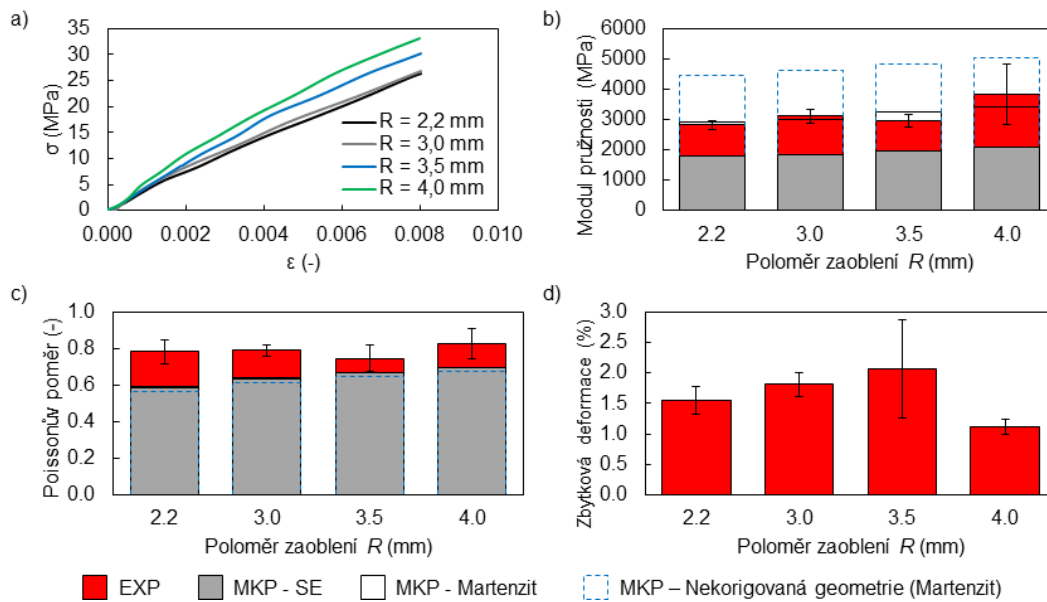 a)
σ (MPa)
35
30
25
20
15
10
5
0
0.000
0.002
0.004
0.006
0.008
0.010
ε (-)
R = 2,2 mm
R = 3,0 mm
R = 3,5 mm
R = 4,0 mm
b)
Modul pružnosti (MPa)
6000
5000
4000
3000
2000
1000
0
2.2
3.0
3.5
4.0
Poloměr zaoblení R (mm)
c)
Poissonův poměr (-)
1.0
0.8
0.6
0.4
0.2
0.0
2.2
3.0
3.5
4.0
Poloměr zaoblení R (mm)
d)
Zbytková deformace (%)
3.0
2.5
2.0
1.5
1.0
0.5
0.0
2.2
3.0
3.5
4.0
Poloměr zaoblení R (mm)
EXP
MKP - SE
MKP - Martenzit
MKP – Nekorigovaná geometrie (Martenzit)